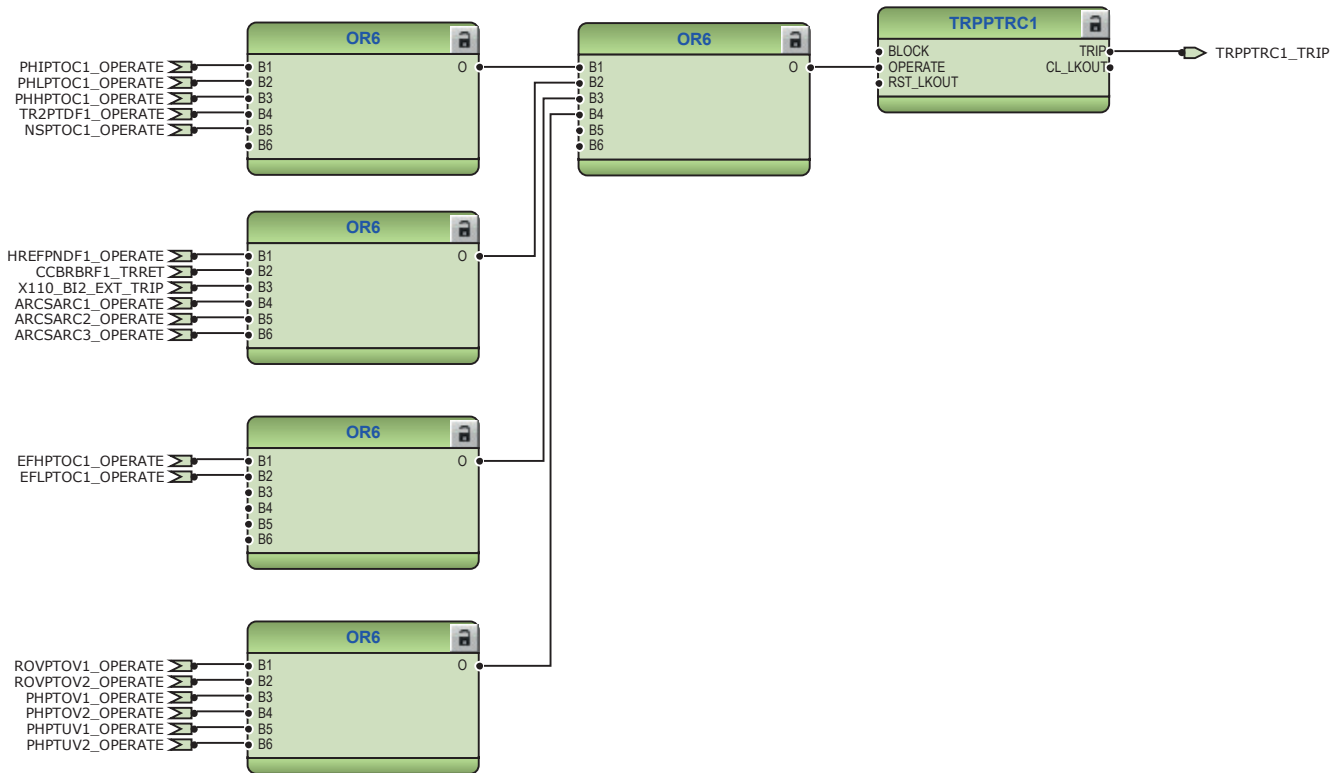 OR6
PHIPTOC1_OPERATE B1 O
PHLPTOC1_OPERATE B2
PHHPTOC1_OPERATE B3
TR2PTDF1_OPERATE B4
NSPTOC1_OPERATE B5
B6
OR6
B1 O
B2
B3
B4
B5
B6
TRPPTRC1
BLOCK TRIP TRPPTRC1_TRIP
OPERATE CL_LKOUT
RST_LKOUT
OR6
HREFPNDF1_OPERATE B1 O
CCBRBRF1_TRRET B2
X110_BI2_EXT_TRIP B3
ARCSARC1_OPERATE B4
ARCSARC2_OPERATE B5
ARCSARC3_OPERATE B6
OR6
EFHPTOC1_OPERATE B1 O
EFLPTOC1_OPERATE B2
B3
B4
B5
B6
OR6
ROVPTOV1_OPERATE B1 O
ROVPTOV2_OPERATE B2
PHPTOV1_OPERATE B3
PHPTOV2_OPERATE B4
PHPTUV1_OPERATE B5
PHPTUV2_OPERATE B6